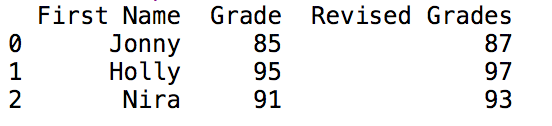 First Name Grade Revised Grades
0 Jonny 85 87
1 Holly 95 97
2 Nira 91 93